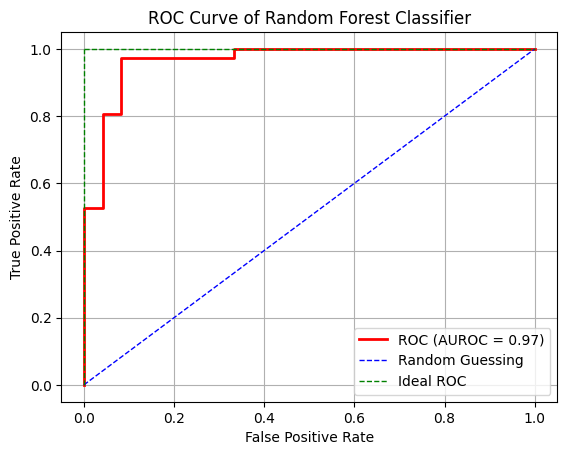 ROC Curve of Random Forest Classifier
True Positive Rate
1.0
0.8
0.6
0.4
0.2
0.0
ROC (AUROC = 0.97)
Random Guessing
Ideal ROC
0.0 0.2 0.4 0.6 0.8 1.0
False Positive Rate